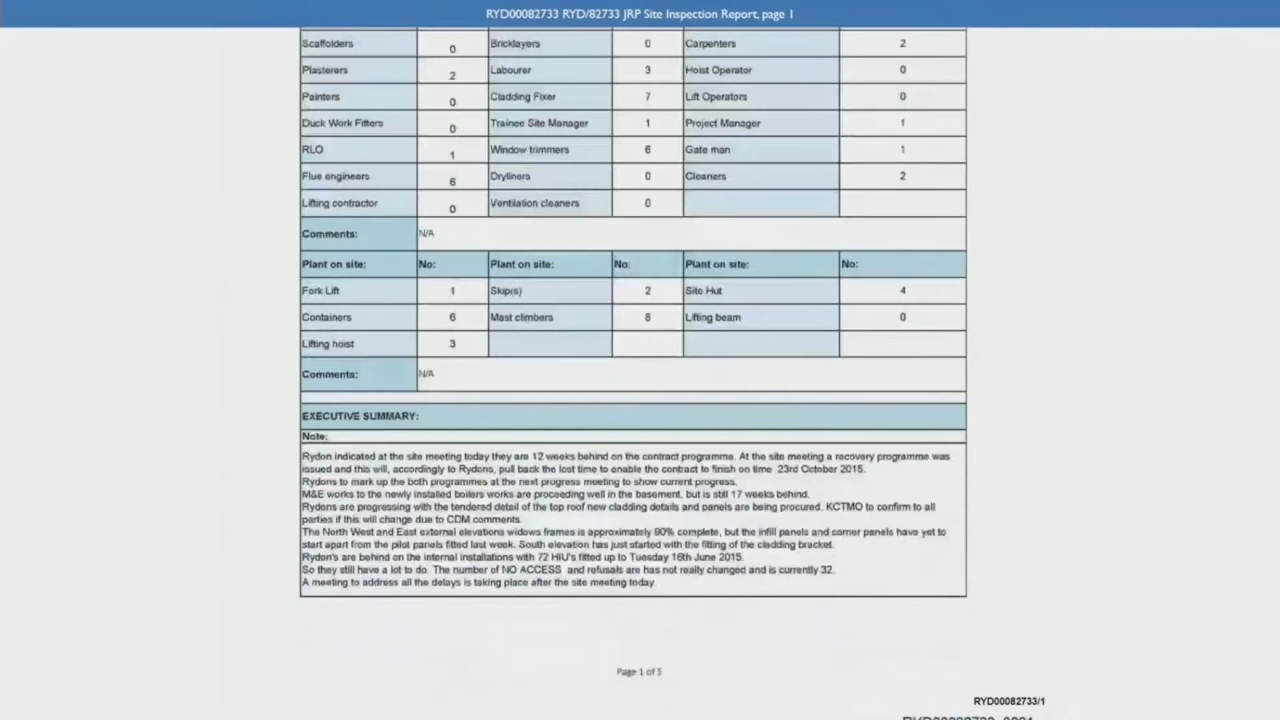 RYD00082733 RYD/82733 JRP Site Inspection Report, page 1
Scaffolders 0 Bricklayers 0 Carpenters 2
Plasterers 2 Labourer 3 Hoist Operator 0
Painters 0 Cladding Fixer 7 Lift Operators 0
Duck Work Fitters 0 Trainee Site Manager 1 Project Manager 1
RLO 1 Window trimmers 6 Gate man 1
Flue engineers 6 Dryliners 0 Cleaners 2
Lifting contractor 0 Ventilation cleaners 0
Comments: N/A
Plant on site: No: Plant on site: No: Plant on site: No:
Fork Lift 1 Skip(s) 2 Site Hut 4
Containers 6 Mast climbers 8 Lifting beam 0
Lifting hoist 3
Comments: N/A
EXECUTIVE SUMMARY:
Note:
Rydon indicated at the site meeting today they are 12 weeks behind on the contract programme. At the site meeting a recovery programme was
issued and this will, accordingly to Rydons, pull back the lost time to enable the contract to finish on time 23rd October 2015.
Rydons to mark up the both programmes at the next progress meeting to show current progress.
M&E works to the newly installed boilers works are proceeding well in the basement, but is still 17 weeks behind.
Rydons are progressing with the tendered detail of the top roof new cladding details and panels are being procured. KCTMO to confirm to all
parties if this will change due to CDM comments.
The North West and East external elevations widows frames is approximately 90% complete, but the infill panels and corner panels have yet to
start apart from the pilot panels fitted last week. South elevation has just started with the fitting of the cladding bracket.
Rydon's are behind on the internal installations with 72 HIU's fitted up to Tuesday 16th June 2015.
So they still have a lot to do. The number of NO ACCESS and refusals are has not really changed and is currently 32.
A meeting to address all the delays is taking place after the site meeting today.
Page 1 of 5
RYD00082733/1